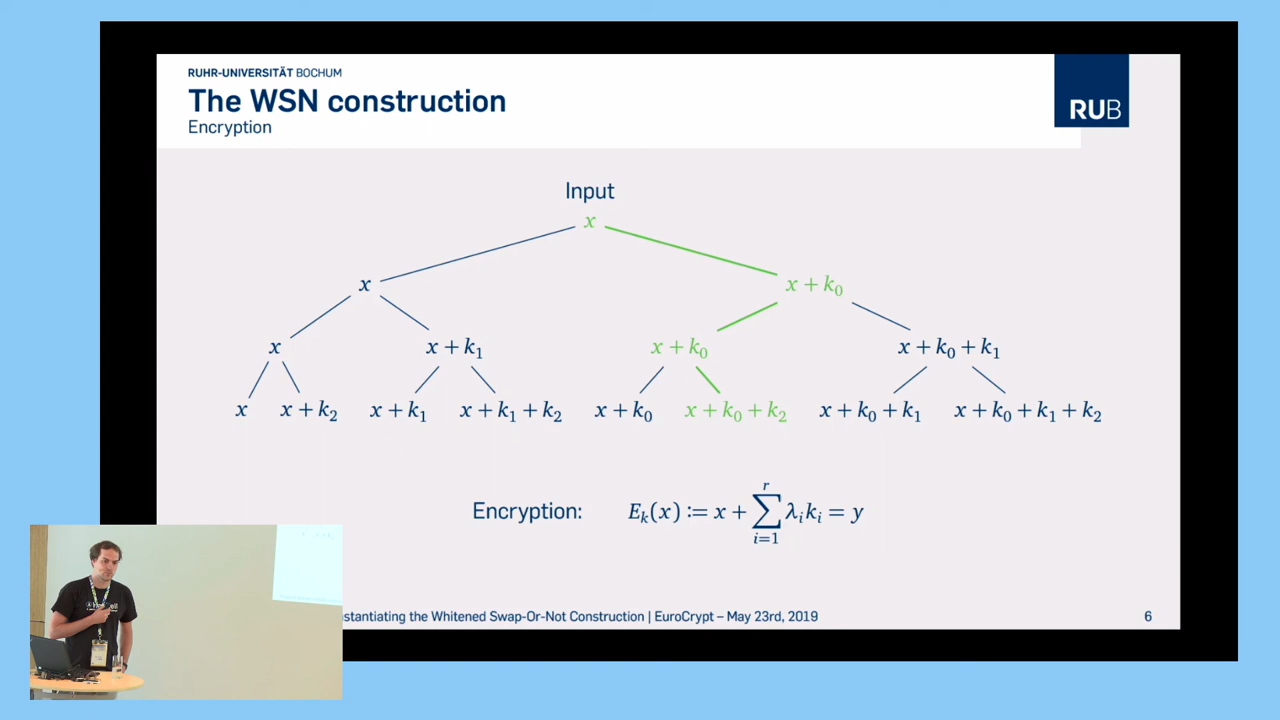 RUHR-UNIVERSITÄT BOCHUM
The WSN construction
Encryption
RUB
Input
x
x x + k₀
x x + k₁ x + k₀ x + k₀ + k₁
x x + k₂ x + k₁ x + k₁ + k₂ x + k₀ x + k₀ + k₂ x + k₀ + k₁ x + k₀ + k₁ + k₂
Encryption: Eₖ(x) := x + ∑ᵢ₌₁ʳ λᵢkᵢ = y
the Whitened Swap-Or-Not Construction | EuroCrypt – May 23rd, 2019 6